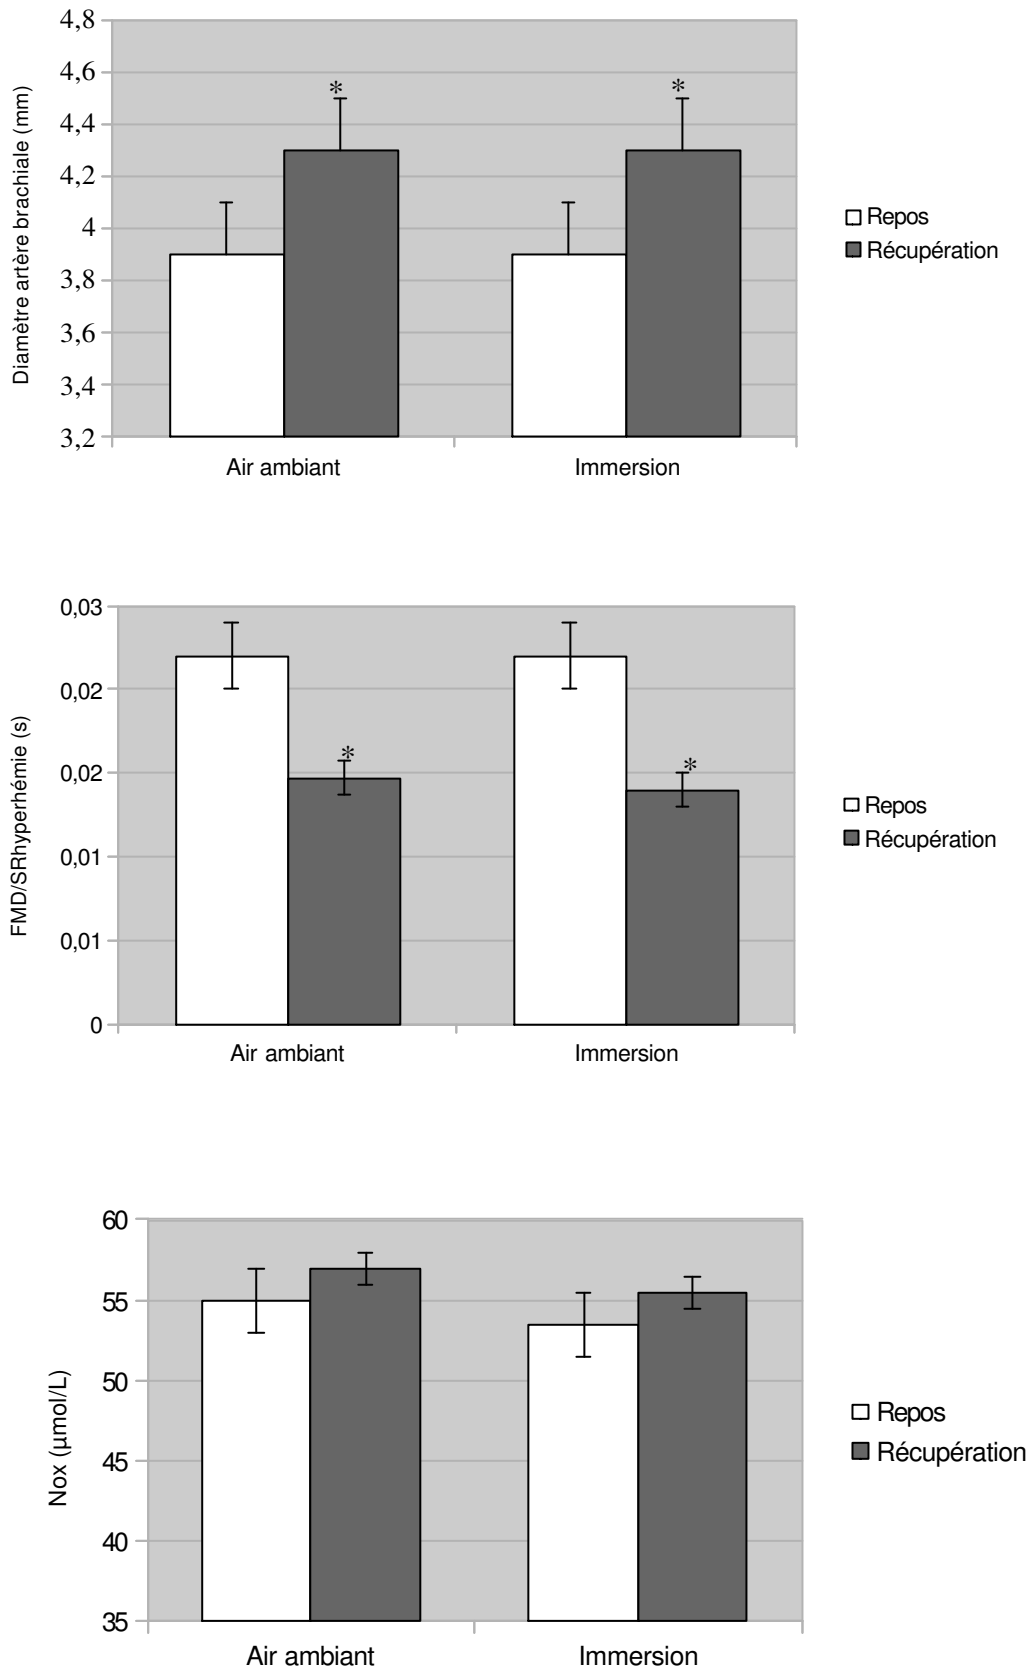 Diamètre artère brachiale (mm)
4,8
4,6
4,4
4,2
4
3,8
3,6
3,4
3,2
*
*
Air ambiant
Immersion
Repos
Récupération
FMD/SRhyperhémie (s)
0,03
0,02
0,02
0,01
0,01
0
*
*
Air ambiant
Immersion
Repos
Récupération
Nox (µmol/L)
60
55
50
45
40
35
Air ambiant
Immersion
Repos
Récupération